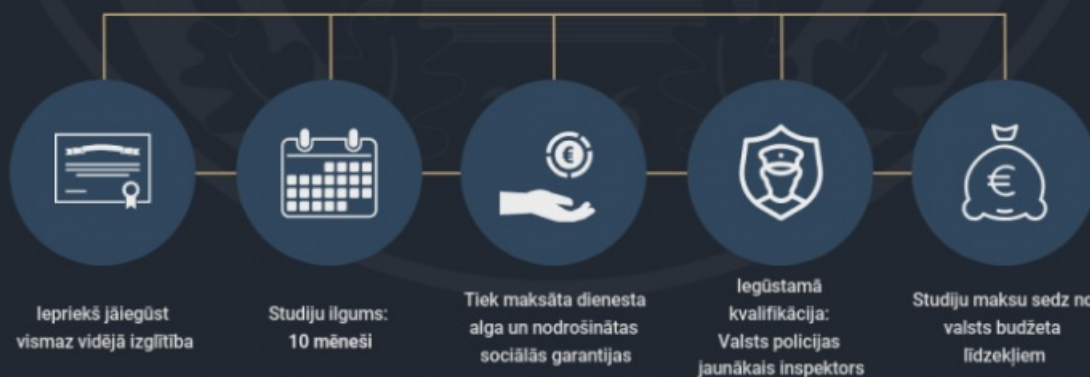 Iepriekš jāiegūst
vismaz vidējā izglītība
Studiju ilgums:
10 mēneši
Tiek maksāta dienesta
alga un nodrošinātas
sociālās garantijas
Iegūstamā
kvalifikācija:
Valsts policijas
jaunākais inspektors
Studiju maksu sedz no
valsts budžeta
līdzekļiem